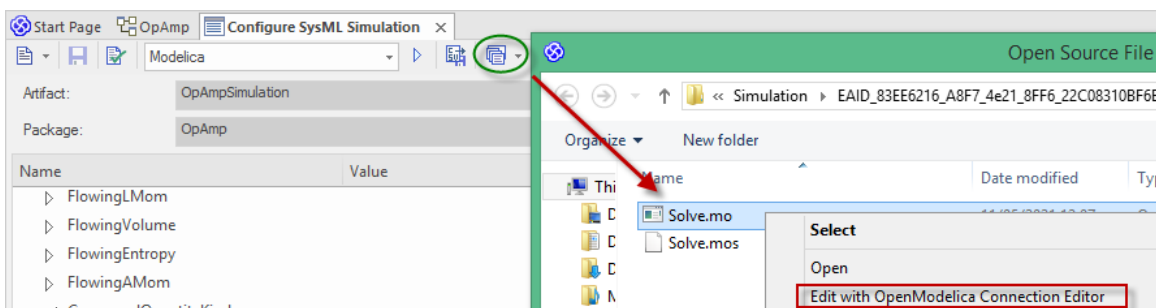 Start Page OpAmp Configure SysML Simulation
Modelica
Artifact: OpAmpSimulation
Package: OpAmp
Name Value
FlowingLMom
FlowingVolume
FlowingEntropy
FlowingAMom
Open Source File
« Simulation EAID_83EE6216_A8F7_4e21_8FF6_22C08310BF6E
Organize New folder
Name Date modified Ty
Thi
Solve.mo
Solve.mos
Select
Open
Edit with OpenModelica Connection Editor